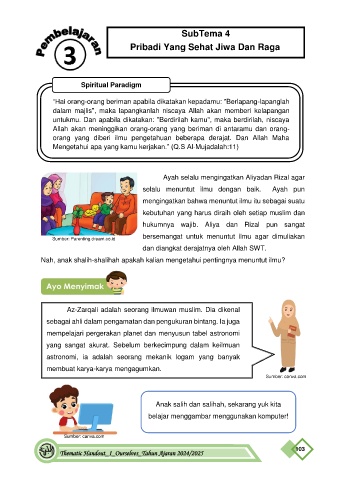 Pembelajaran
3
SubTema 4
Pribadi Yang Sehat Jiwa Dan Raga
Spiritual Paradigm
"Hai orang-orang beriman apabila dikatakan kepadamu: "Berlapang-lapanglah
dalam majlis", maka lapangkanlah niscaya Allah akan memberi kelapangan
untukmu. Dan apabila dikatakan: "Berdirilah kamu", maka berdirilah, niscaya
Allah akan meninggikan orang-orang yang beriman di antaramu dan orang-
orang yang diberi ilmu pengetahuan beberapa derajat. Dan Allah Maha
Mengetahui apa yang kamu kerjakan." (Q.S Al-Mujadalah:11)
Ayah selalu mengingatkan Aliyadan Rizal agar
selalu menuntut ilmu dengan baik. Ayah pun
mengingatkan bahwa menuntut ilmu itu sebagai suatu
kebutuhan yang harus diraih oleh setiap muslim dan
hukumnya wajib. Aliya dan Rizal pun sangat
bersemangat untuk menuntut ilmu agar dimuliakan
dan diangkat derajatnya oleh Allah SWT.
Sumber: Parenting dream.co.id
Nah, anak shalih-shalihah apakah kalian mengetahui pentingnya menuntut ilmu?
Ayo Menyimak
Az-Zarqali adalah seorang ilmuwan muslim. Dia dikenal
sebagai ahli dalam pengamatan dan pengukuran bintang. Ia juga
mempelajari pergerakan planet dan menyusun tabel astronomi
yang sangat akurat. Sebelum berkecimpung dalam keilmuan
astronomi, ia adalah seorang mekanik logam yang banyak
membuat karya-karya mengagumkan.
Sumber: canva.com
Anak salih dan salihah, sekarang yuk kita
belajar menggambar menggunakan komputer!
Sumber: canva.com
Thematic Handout_1_Ourselves_Tahun Ajaran 2024/2025
103